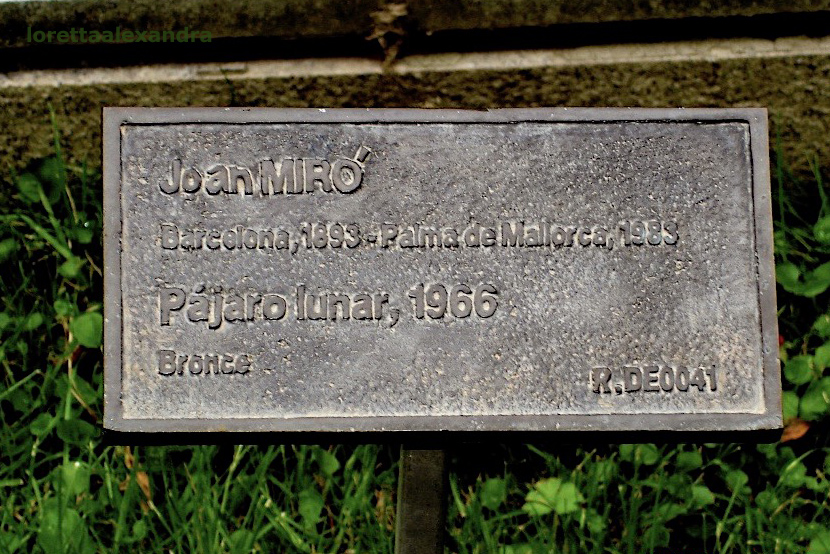 lorettaalexandra
Joan MIRÓ
Barcelona, 1893 - Palma de Mallorca, 1983
Pájaro lunar, 1966
Bronce
R. DE0041